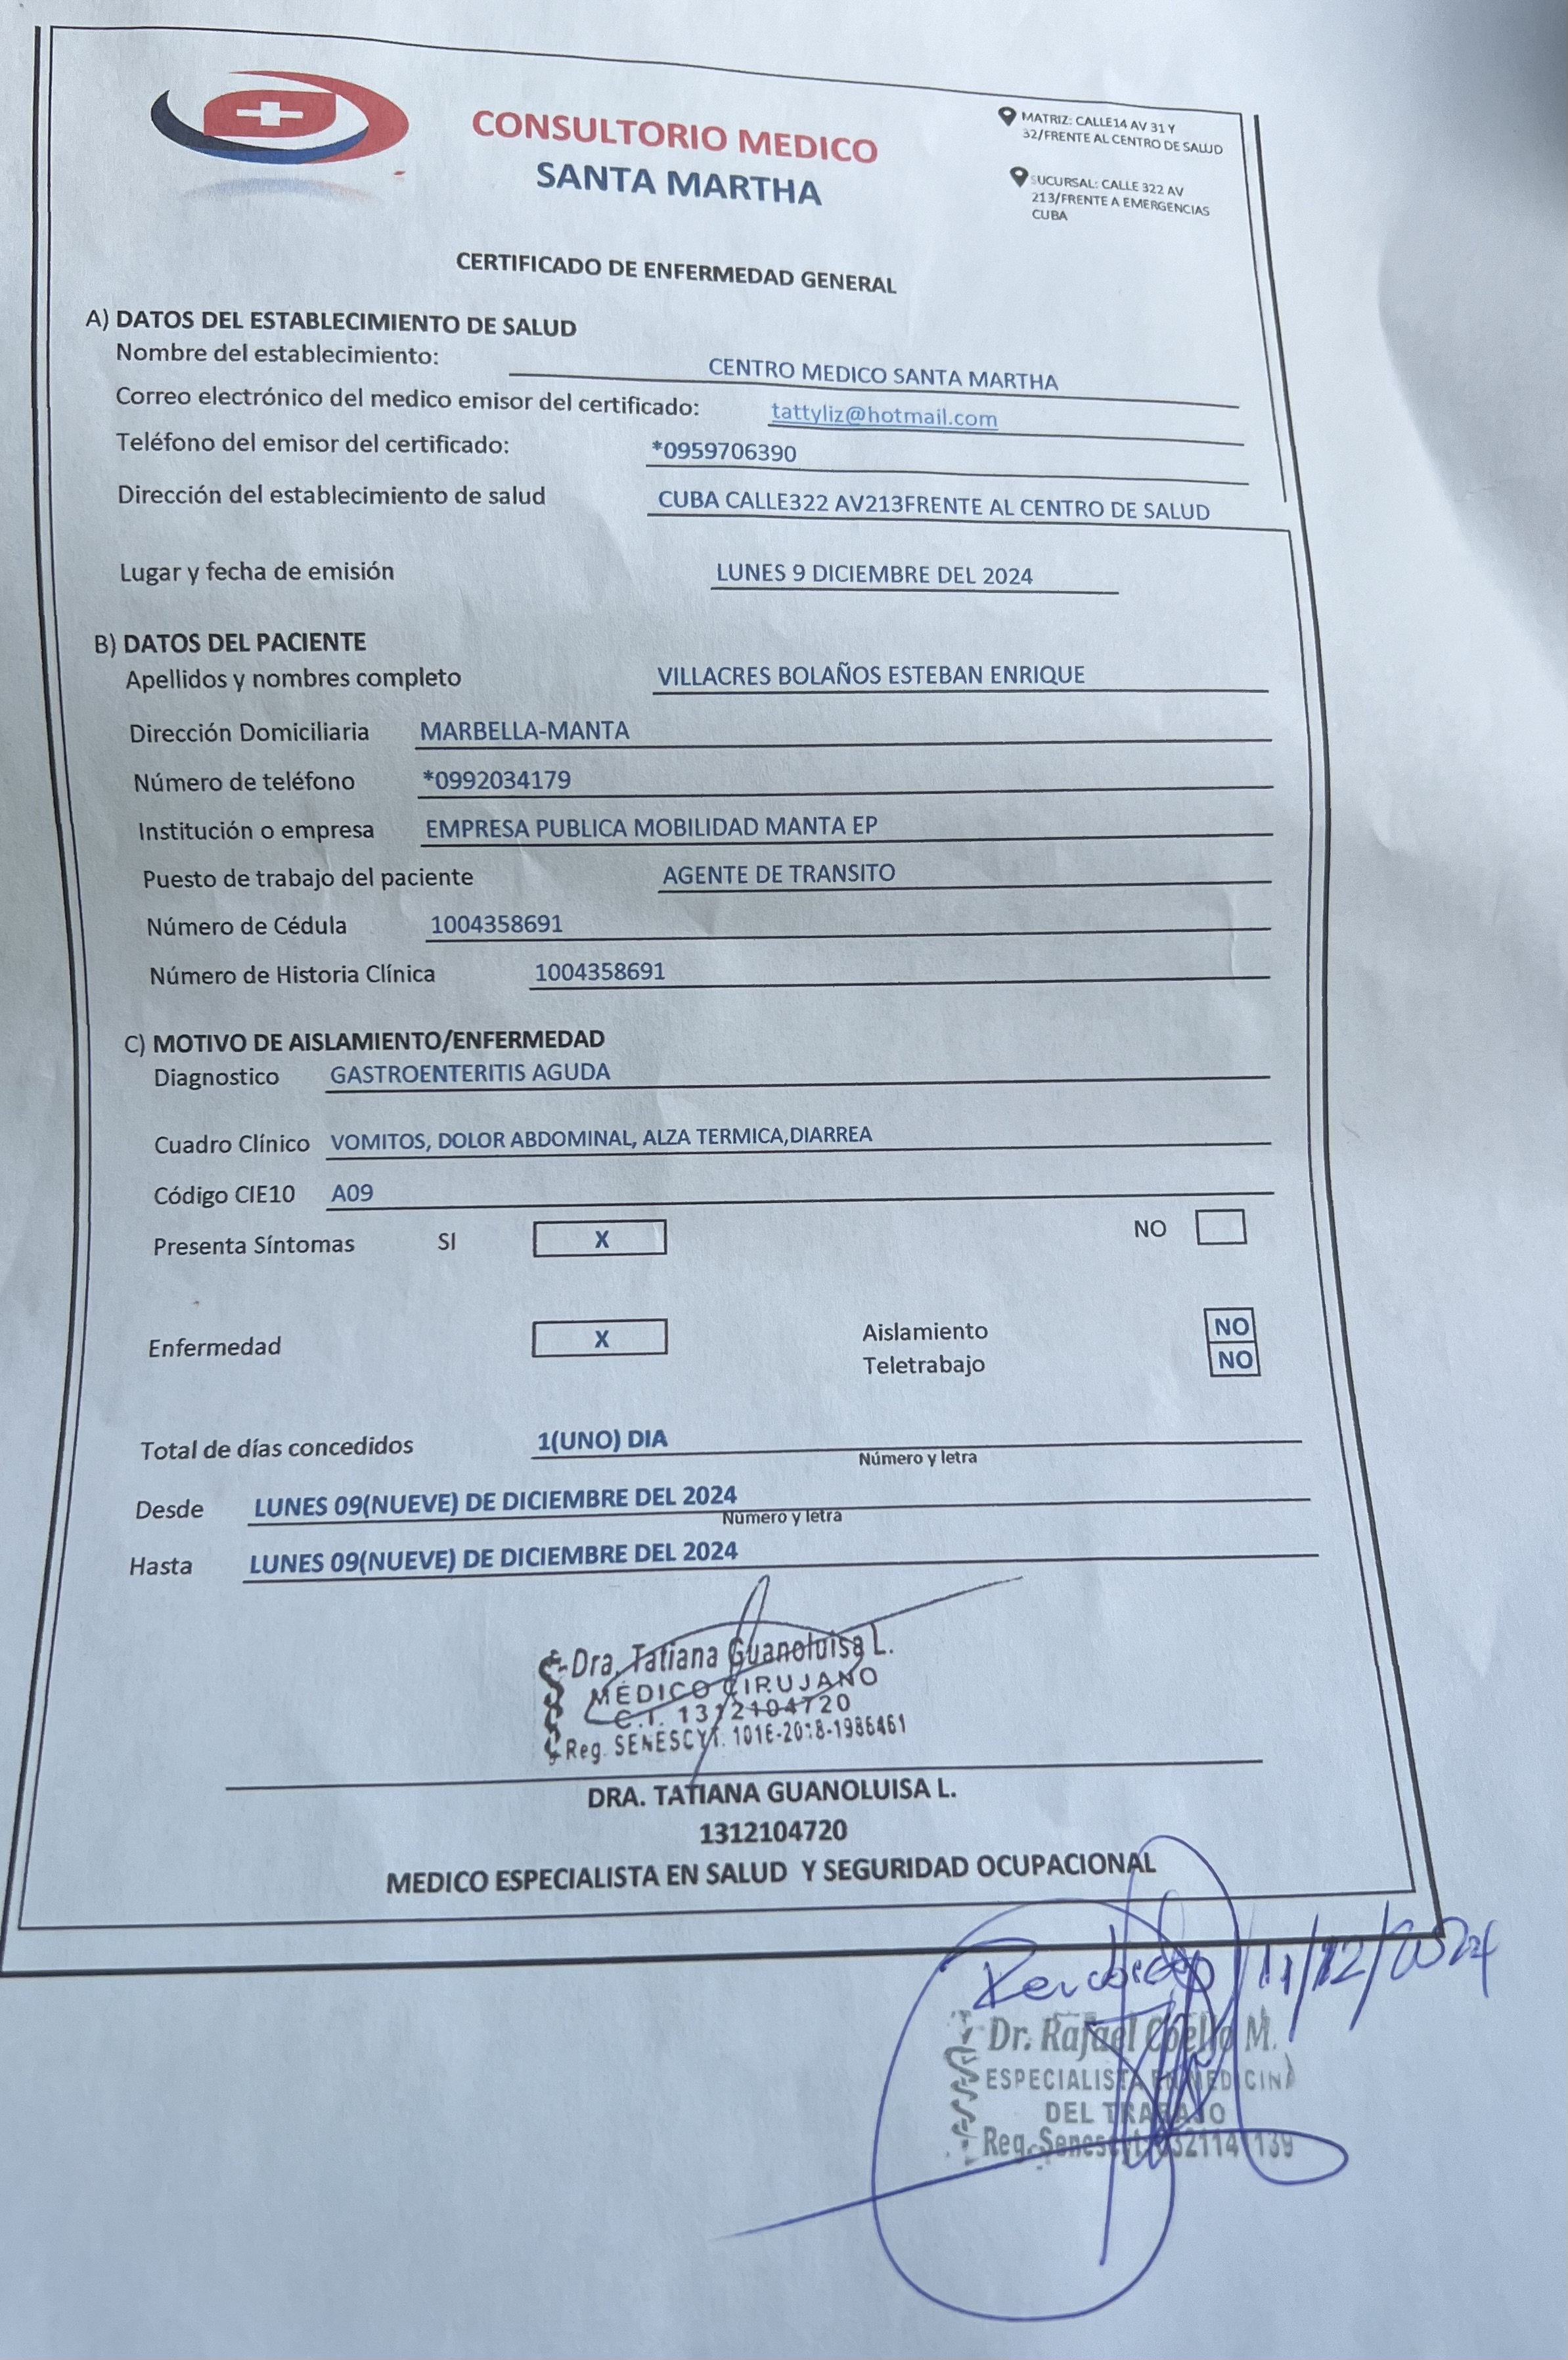 CONSULTORIO MEDICO
SANTA MARTHA
MATRIZ: CALLE14 AV 31 Y
32/FRENTE AL CENTRO DE SALUD
SUCURSAL: CALLE 322 AV
213/FRENTE A EMERGENCIAS
CUBA
CERTIFICADO DE ENFERMEDAD GENERAL
A) DATOS DEL ESTABLECIMIENTO DE SALUD
Nombre del establecimiento: CENTRO MEDICO SANTA MARTHA
Correo electrónico del medico emisor del certificado: tattyliz@hotmail.com
Teléfono del emisor del certificado: *0959706390
Dirección del establecimiento de salud CUBA CALLE322 AV213FRENTE AL CENTRO DE SALUD
Lugar y fecha de emisión LUNES 9 DICIEMBRE DEL 2024
B) DATOS DEL PACIENTE
Apellidos y nombres completo VILLACRES BOLAÑOS ESTEBAN ENRIQUE
Dirección Domiciliaria MARBELLA-MANTA
Número de teléfono *0992034179
Institución o empresa EMPRESA PUBLICA MOBILIDAD MANTA EP
Puesto de trabajo del paciente AGENTE DE TRANSITO
Número de Cédula 1004358691
Número de Historia Clínica 1004358691
C) MOTIVO DE AISLAMIENTO/ENFERMEDAD
Diagnostico GASTROENTERITIS AGUDA
Cuadro Clínico VOMITOS, DOLOR ABDOMINAL, ALZA TERMICA,DIARREA
Código CIE10 A09
Presenta Síntomas SI X NO
Enfermedad X Aislamiento NO
Teletrabajo NO
Total de días concedidos 1(UNO) DIA
Número y letra
Desde LUNES 09(NUEVE) DE DICIEMBRE DEL 2024
Número y letra
Hasta LUNES 09(NUEVE) DE DICIEMBRE DEL 2024
Dra. Tatiana Guanoluisa L.
MÉDICO CIRUJANO
C.I. 1312104720
Reg. SENESCYT. 101E-2018-1986461
DRA. TATIANA GUANOLUISA L.
1312104720
MEDICO ESPECIALISTA EN SALUD Y SEGURIDAD OCUPACIONAL
11/12/2024
Dr. Rafael Coello M.
ESPECIALISTA EN MEDICINA
DEL TRABAJO
Reg. Senescyt.